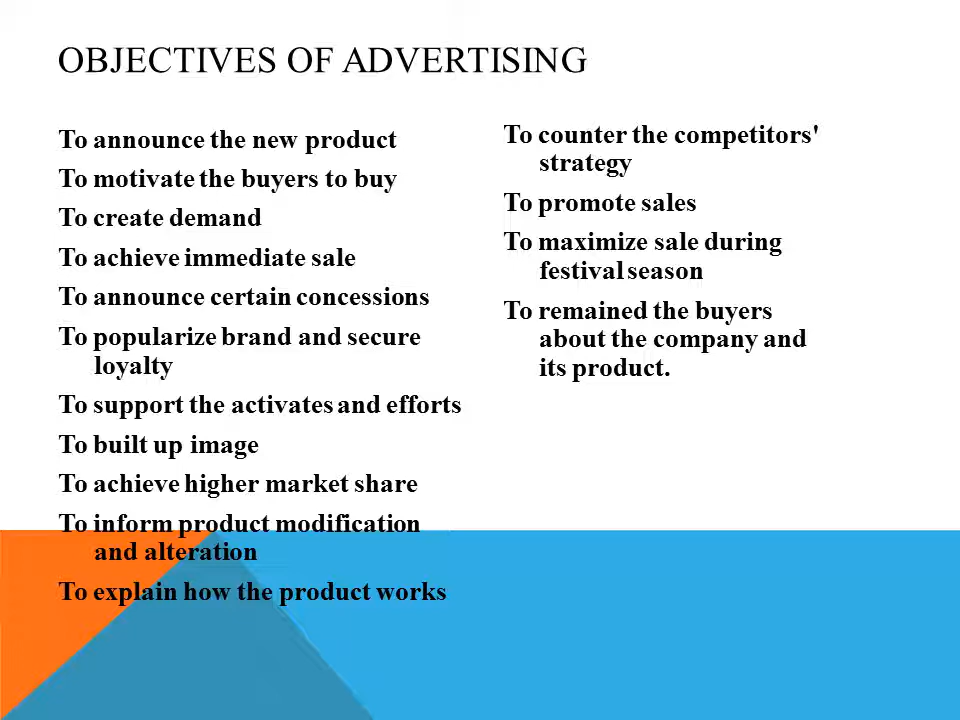 OBJECTIVES OF ADVERTISING
To announce the new product
To motivate the buyers to buy
To create demand
To achieve immediate sale
To announce certain concessions
To popularize brand and secure
loyalty
To support the activates and efforts
To built up image
To achieve higher market share
To inform product modification
and alteration
To explain how the product works
To counter the competitors'
strategy
To promote sales
To maximize sale during
festival season
To remained the buyers
about the company and
its product.